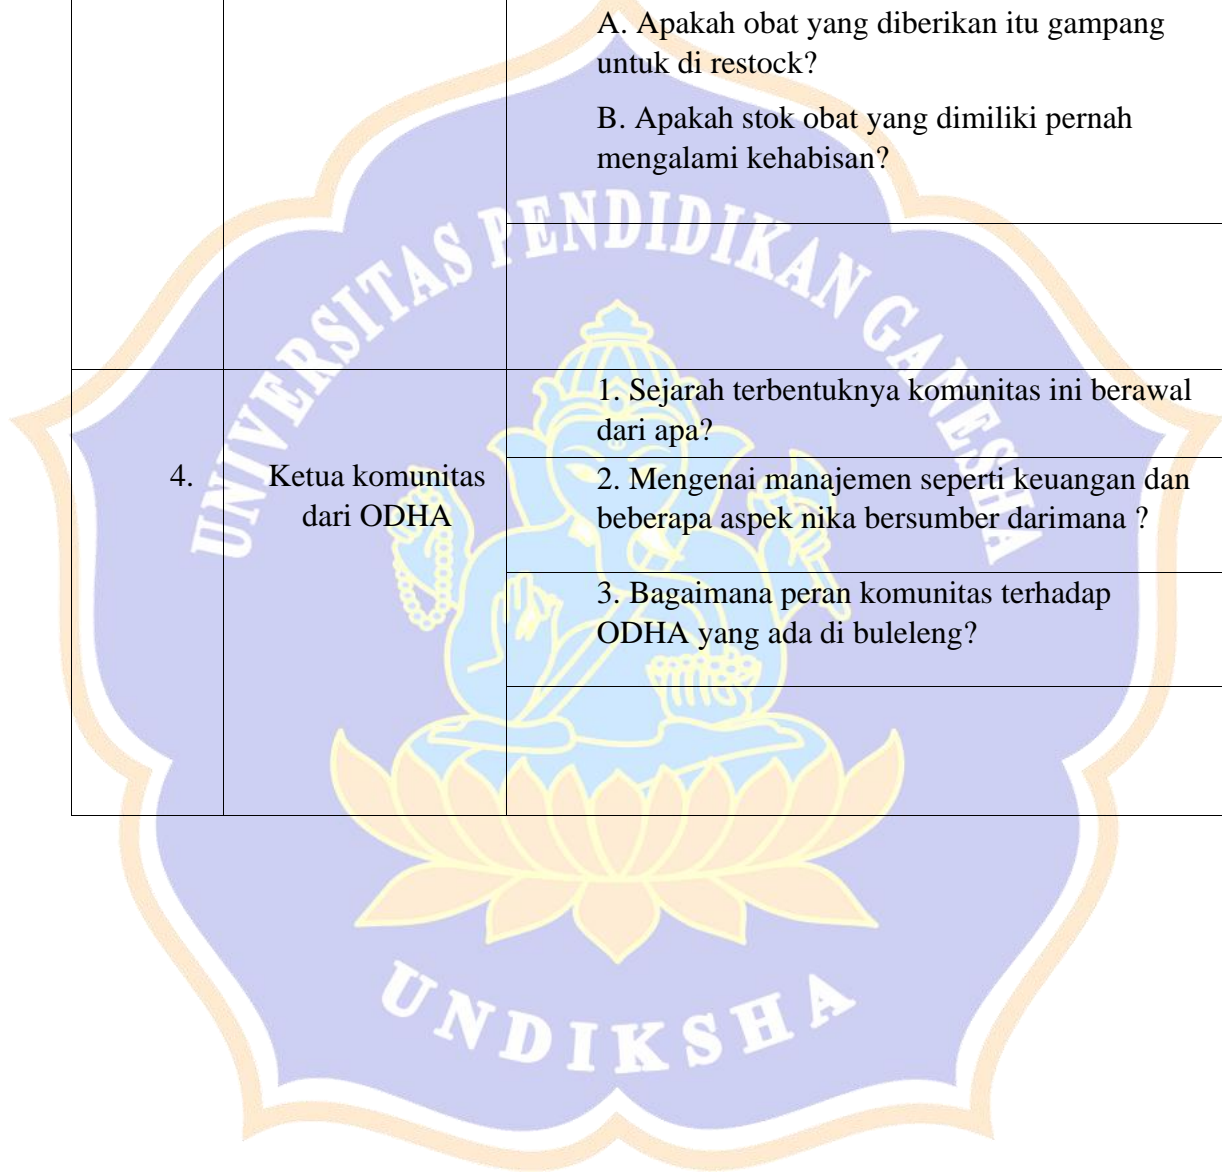 A. Apakah obat yang diberikan itu gampang
untuk di restock?
B. Apakah stok obat yang dimiliki pernah
mengalami kehabisan?
UNIVERSITAS PENDIDIKAN GANESHA
1. Sejarah terbentuknya komunitas ini berawal
dari apa?
4.
Ketua komunitas
dari ODHA
2. Mengenai manajemen seperti keuangan dan
beberapa aspek nika bersumber darimana ?
3. Bagaimana peran komunitas terhadap
ODHA yang ada di buleleng?
UNDIKSHA